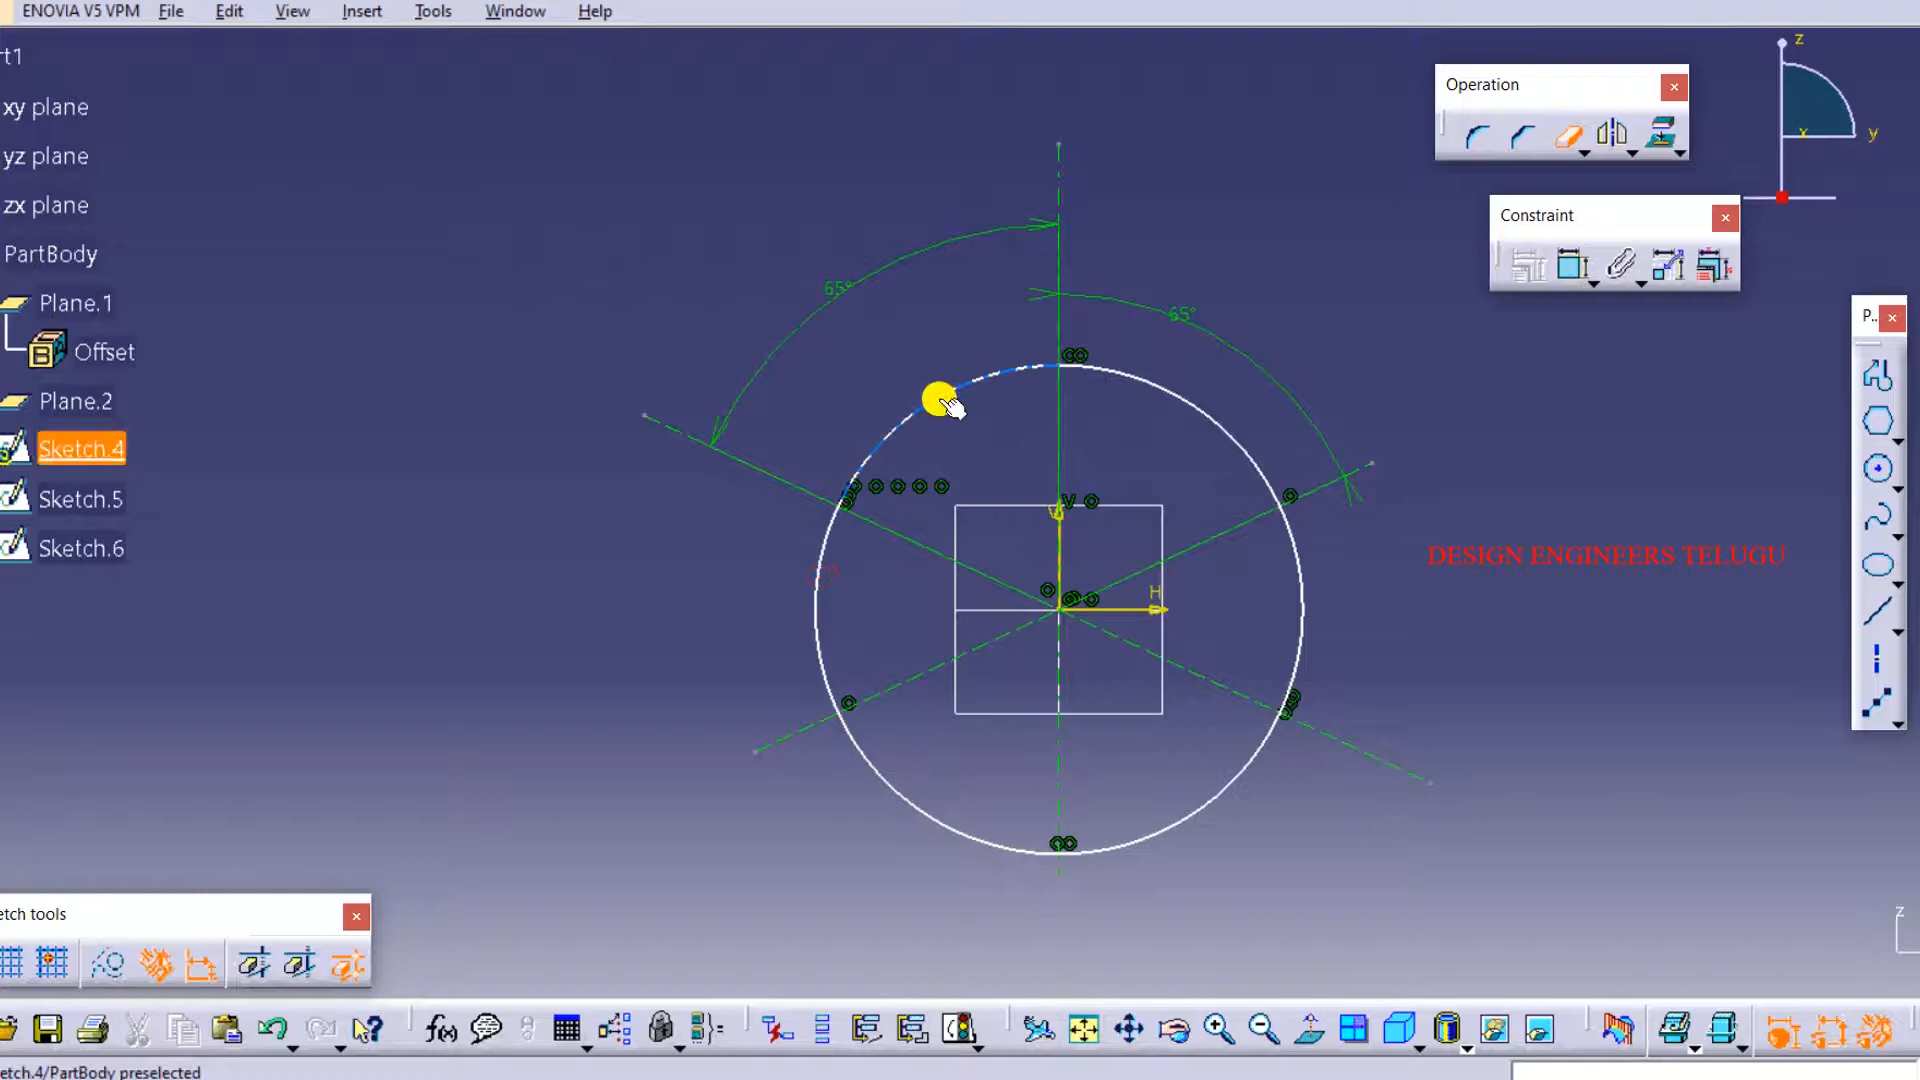 ENOVIA V5 VPM File Edit View Insert Tools Window Help
rt1
xy plane
yz plane
zx plane
PartBody
Plane.1
Offset
Plane.2
Sketch.4
Sketch.5
Sketch.6
Operation
Constraint
P..
z
x
y
65°
65°
V
H
DESIGN ENGINEERS TELUGU
etch tools
z
f(x)
etch.4/PartBody preselected